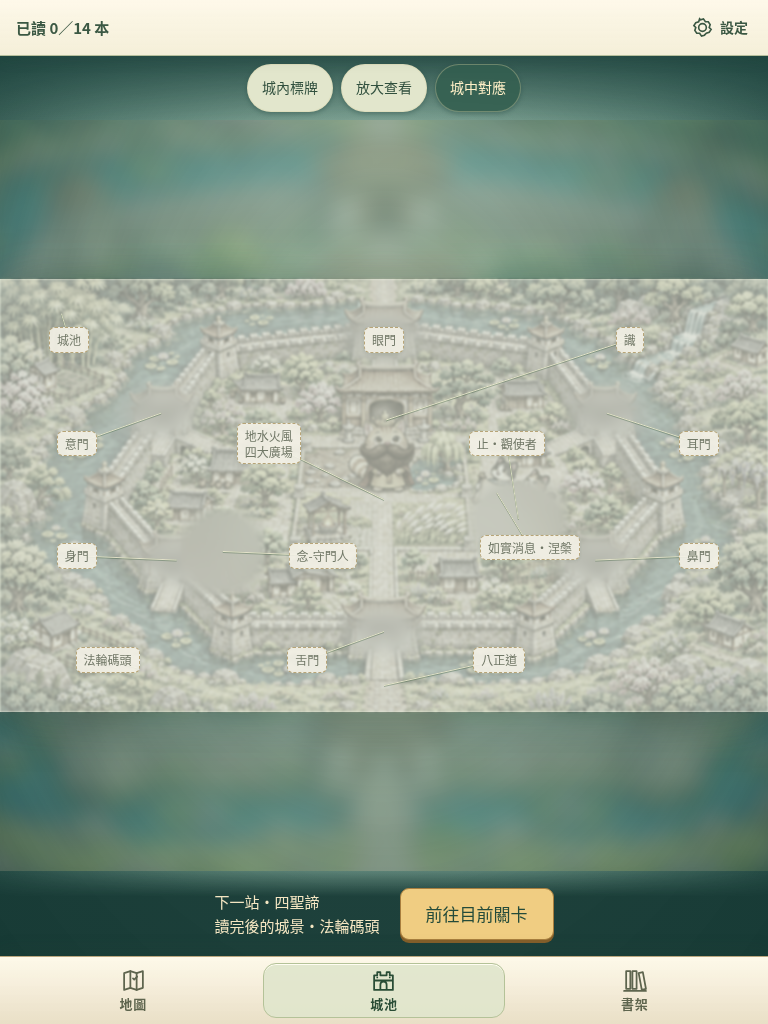 已讀 0／14 本
設定
城內標牌
放大查看
城中對應
城池
眼門
識
意門
地水火風
四大廣場
止・觀使者
耳門
身門
念-守門人
如實消息・涅槃
鼻門
法輪碼頭
舌門
八正道
下一站・四聖諦
讀完後的城景・法輪碼頭
前往目前關卡
地圖
城池
書架